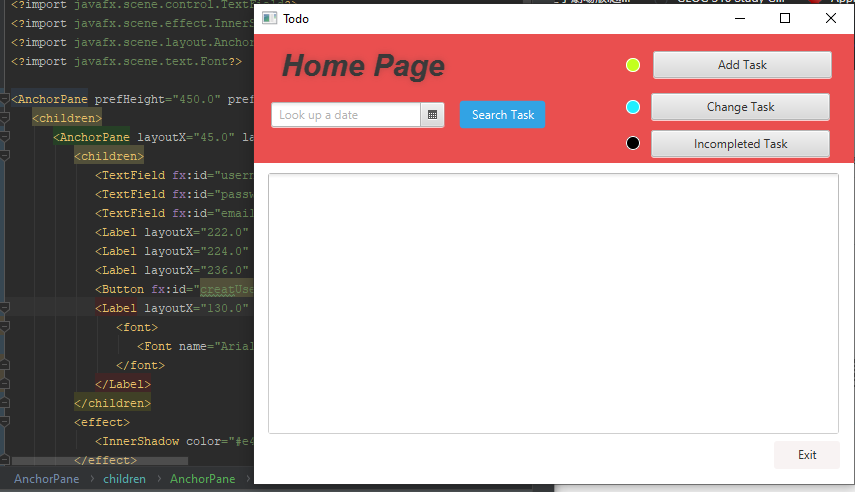 <?import javafx.scene.control.TextField?>
<?import javafx.scene.effect.InnerS
<?import javafx.scene.layout.Anchor
<?import javafx.scene.text.Font?>
<AnchorPane prefHeight="450.0" pref
<children>
<AnchorPane layoutX="45.0" la
<children>
<TextField fx:id="usern
<TextField fx:id="passw
<TextField fx:id="email
<Label layoutX="222.0"
<Label layoutX="224.0"
<Label layoutX="236.0"
<Button fx:id="creatUse
<Label layoutX="130.0"
<font>
<Font name="Arial
</font>
</Label>
</children>
<effect>
<InnerShadow color="#e4
</effect>
AnchorPane › children › AnchorPane ›
Todo
Home Page
Look up a date
Search Task
Add Task
Change Task
Incompleted Task
Exit